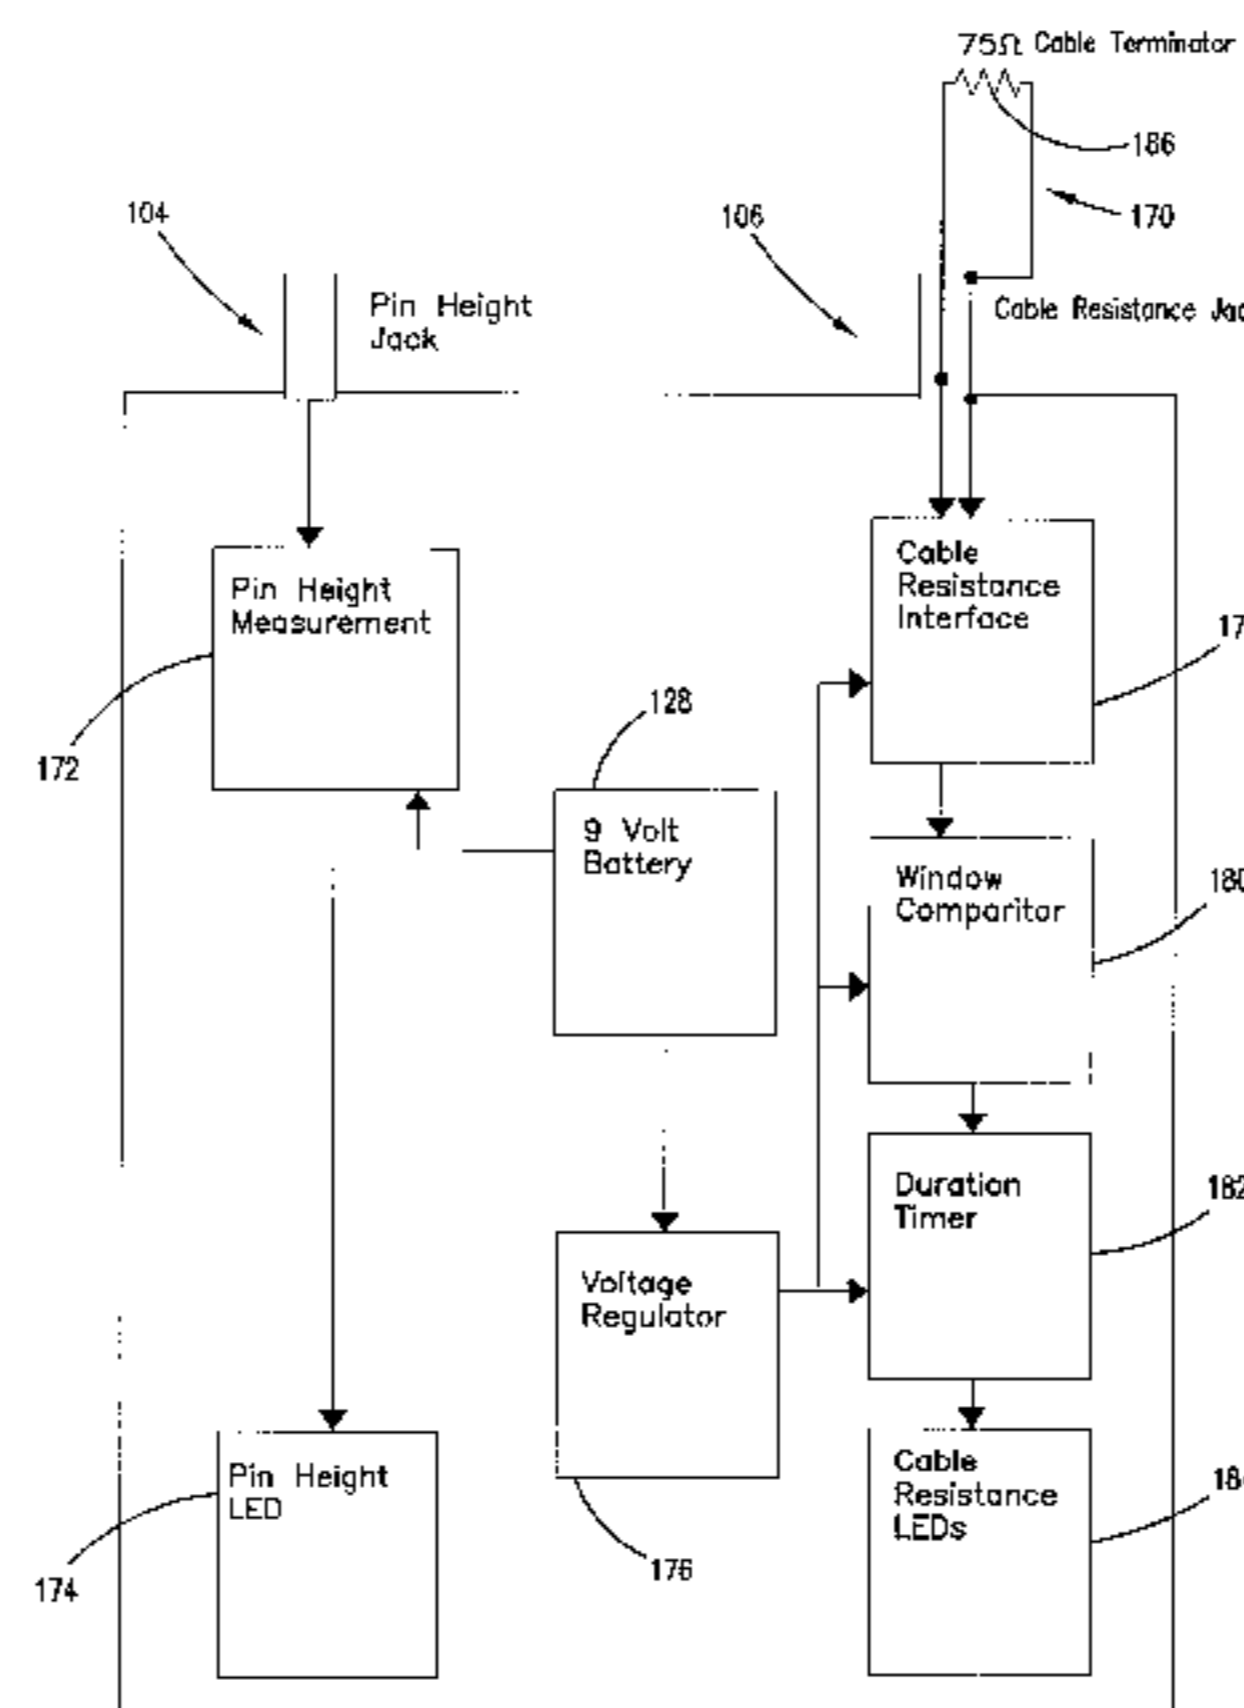 75Ω Cable Terminator
186
104
106
170
Pin Height
Jack
Cable Resistance
Cable
Resistance
Interface
Pin Height
Measurement
172
128
9 Volt
Battery
Window
Comparitor
Duration
Timer
Voltage
Regulator
Cable
Resistance
LEDs
Pin Height
LED
174
176